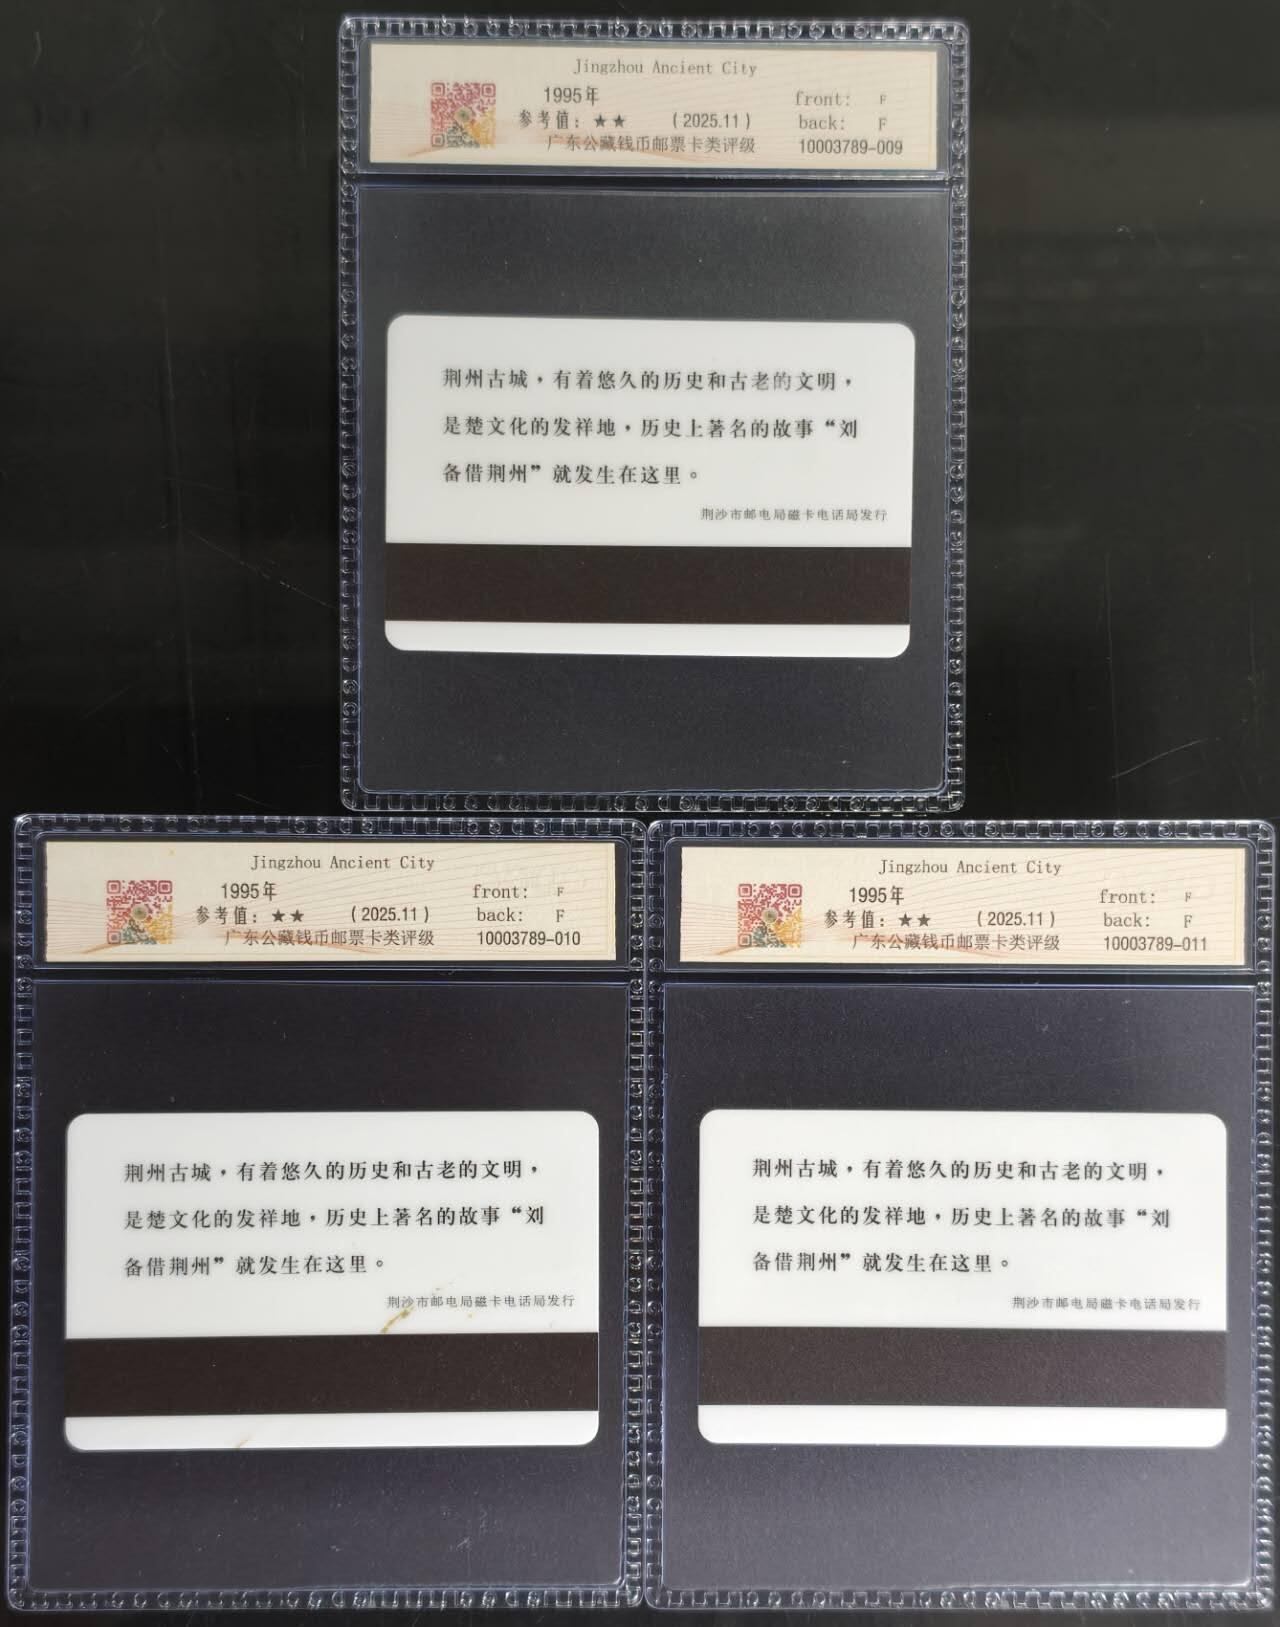 Jingzhou Ancient City
1995年
front: F
参考值：★★ （2025.11）
back: F
广东公藏钱币邮票卡类评级
10003789-009
荆州古城，有着悠久的历史和古老的文明，
是楚文化的发祥地，历史上著名的故事“刘
备借荆州”就发生在这里。
荆沙市邮电局磁卡电话局发行
Jingzhou Ancient City
1995年
front: F
参考值：★★ （2025.11）
back: F
广东公藏钱币邮票卡类评级
10003789-010
荆州古城，有着悠久的历史和古老的文明，
是楚文化的发祥地，历史上著名的故事“刘
备借荆州”就发生在这里。
荆沙市邮电局磁卡电话局发行
Jingzhou Ancient City
1995年
front: F
参考值：★★ （2025.11）
back: F
广东公藏钱币邮票卡类评级
10003789-011
荆州古城，有着悠久的历史和古老的文明，
是楚文化的发祥地，历史上著名的故事“刘
备借荆州”就发生在这里。
荆沙市邮电局磁卡电话局发行